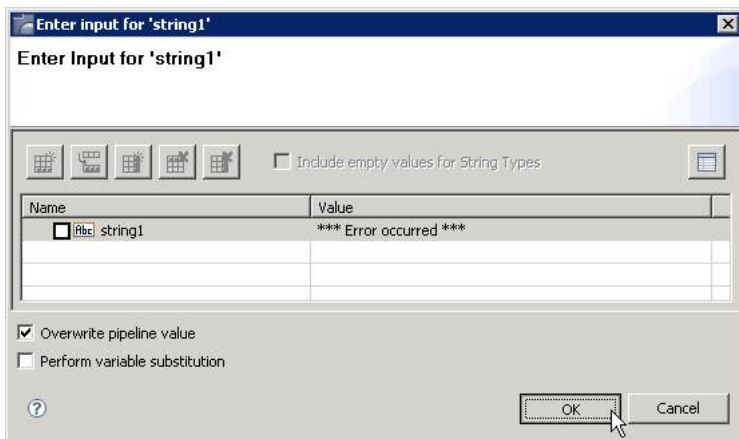 Enter input for 'string1'
Enter Input for 'string1'
Include empty values for String Types
Name Value
Abc string1 *** Error occurred ***
Overwrite pipeline value
Perform variable substitution
? OK Cancel